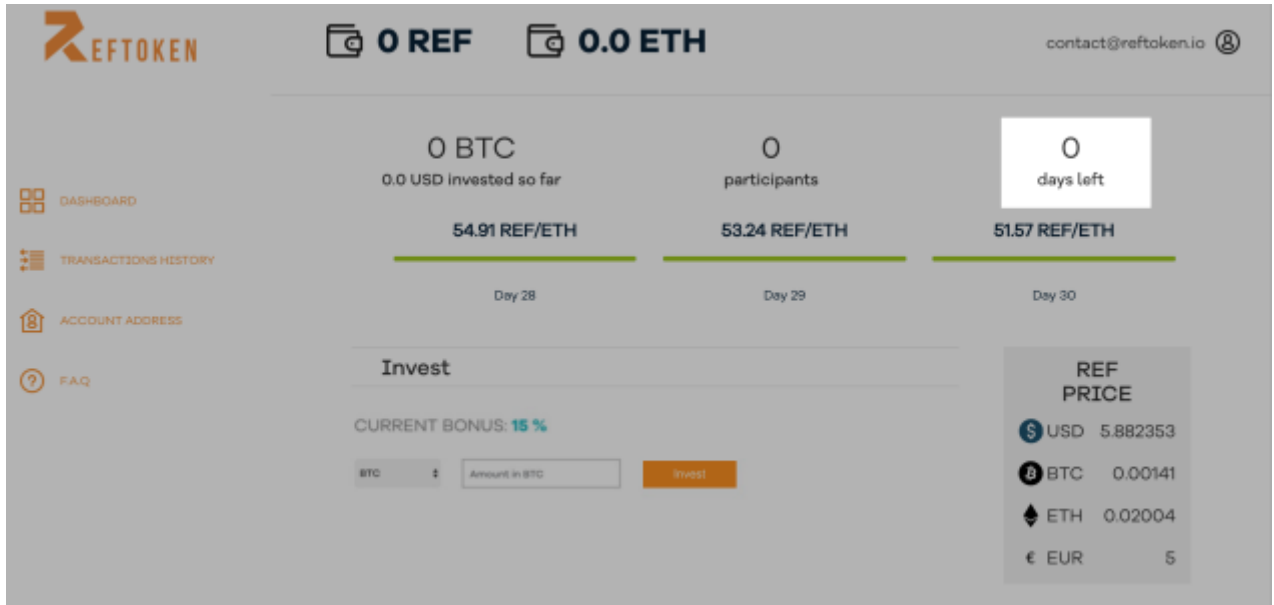 REFTOKEN
0 REF
0.0 ETH
contact@reftoken.io
0 BTC
0.0 USD invested so far
0
participants
0
days left
DASHBOARD
TRANSACTIONS HISTORY
ACCOUNT ADDRESS
F.A.Q
54.91 REF/ETH
53.24 REF/ETH
51.57 REF/ETH
Day 28
Day 29
Day 30
Invest
CURRENT BONUS: 15 %
BTC
Amount in BTC
Invest
REF
PRICE
$ USD 5.882353
BTC 0.00141
ETH 0.02004
€ EUR 5